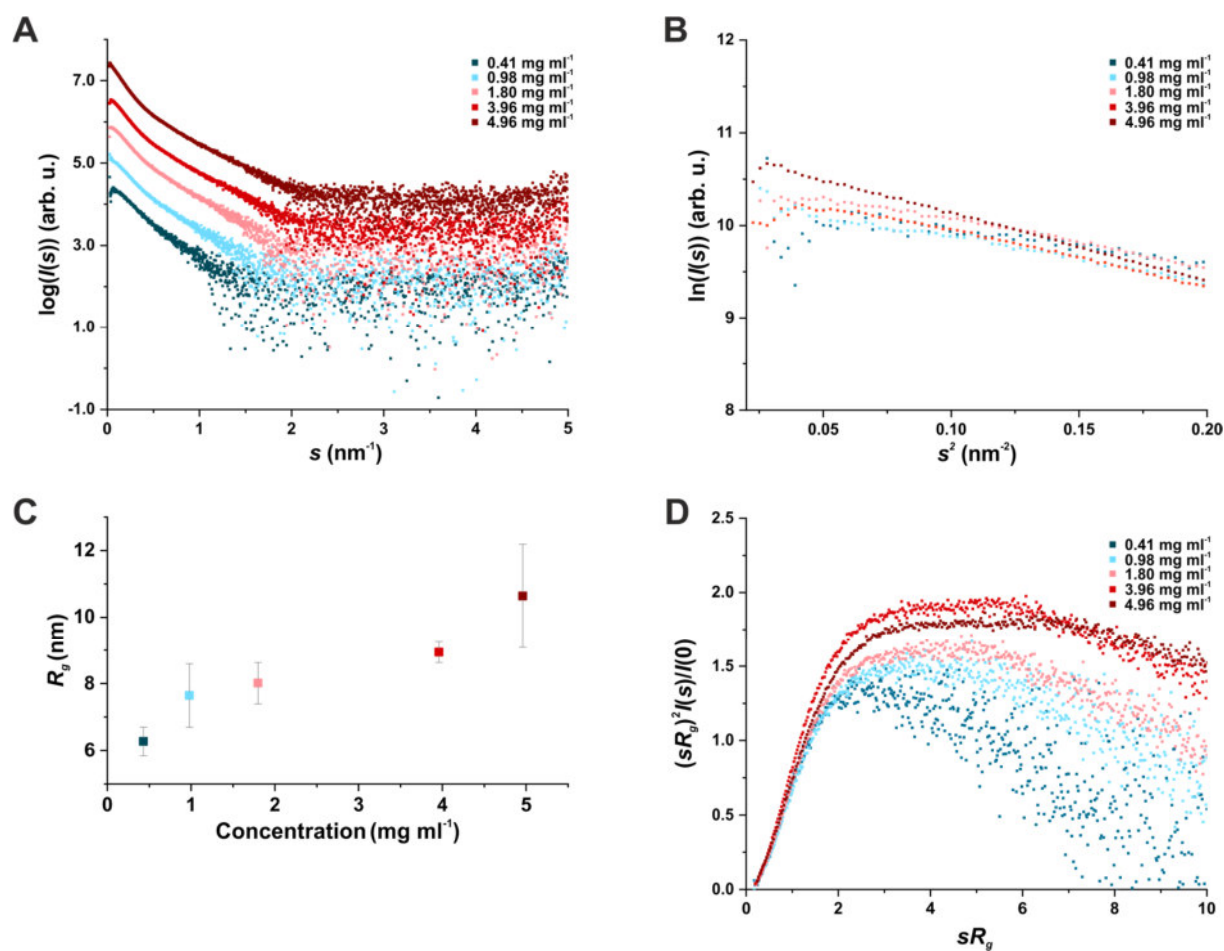 A
log(I(s)) (arb. u.)
7.0
5.0
3.0
1.0
-1.0
0 1 2 3 4 5
s (nm⁻¹)
0.41 mg ml⁻¹
0.98 mg ml⁻¹
1.80 mg ml⁻¹
3.96 mg ml⁻¹
4.96 mg ml⁻¹
B
ln(I(s)) (arb. u.)
12
11
10
9
8
0.05 0.10 0.15 0.20
s² (nm⁻²)
0.41 mg ml⁻¹
0.98 mg ml⁻¹
1.80 mg ml⁻¹
3.96 mg ml⁻¹
4.96 mg ml⁻¹
C
Rg (nm)
12
10
8
6
0 1 2 3 4 5
Concentration (mg ml⁻¹)
D
(sRg)²I(s)/I(0)
2.5
2.0
1.5
1.0
0.5
0.0
0 2 4 6 8 10
sRg
0.41 mg ml⁻¹
0.98 mg ml⁻¹
1.80 mg ml⁻¹
3.96 mg ml⁻¹
4.96 mg ml⁻¹